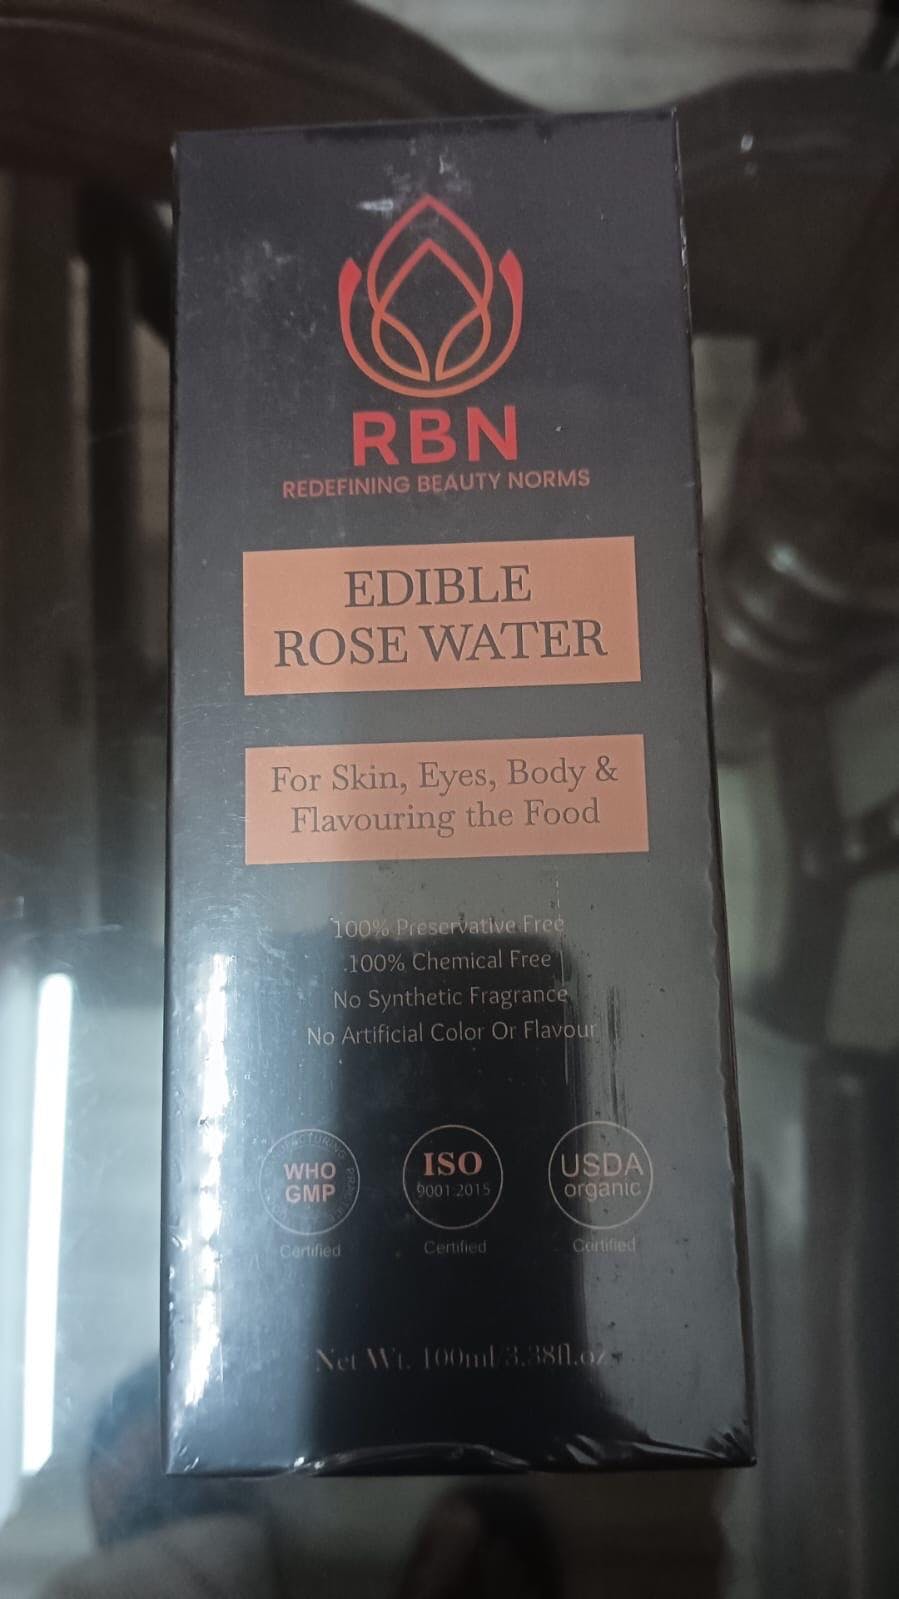 RBN
REDEFINING BEAUTY NORMS
EDIBLE
ROSE WATER
For Skin, Eyes, Body &
Flavouring the Food
100% Preservative Free
100% Chemical Free
No Synthetic Fragrance
No Artificial Color Or Flavour
WHO
GMP
Certified
ISO
9001:2015
Certified
USDA
organic
Certified
Net Wt. 100ml/3.38fl.oz